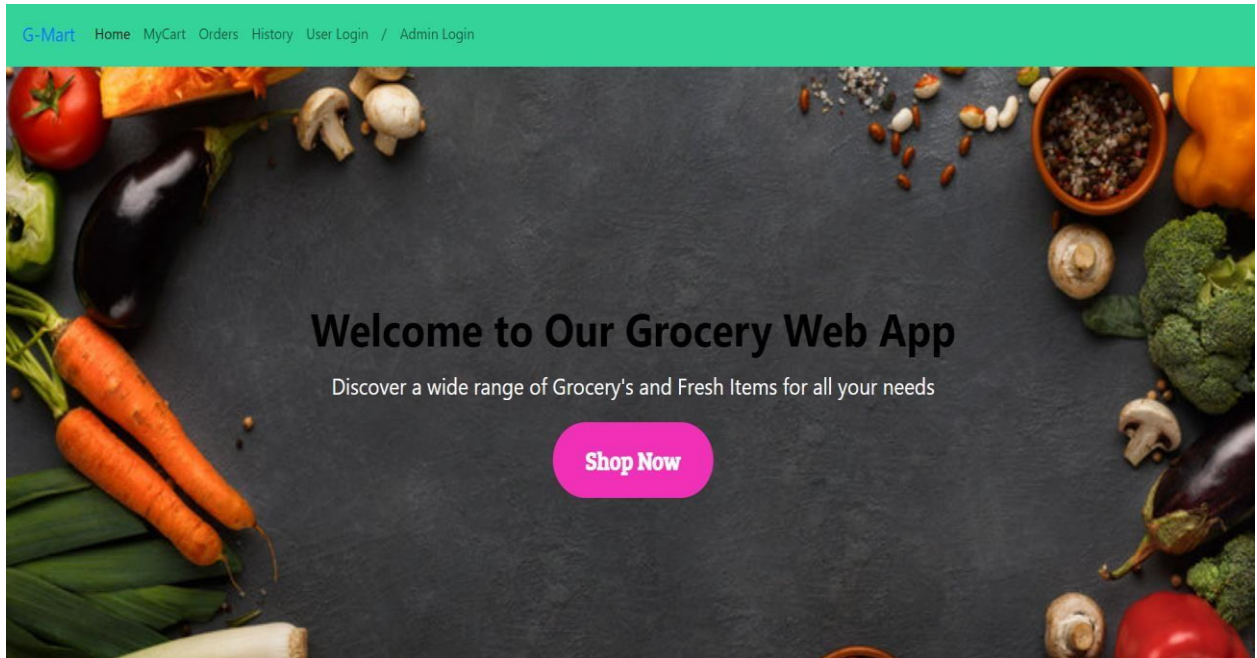 G-Mart Home MyCart Orders History User Login / Admin Login
Welcome to Our Grocery Web App
Discover a wide range of Grocery's and Fresh Items for all your needs
Shop Now